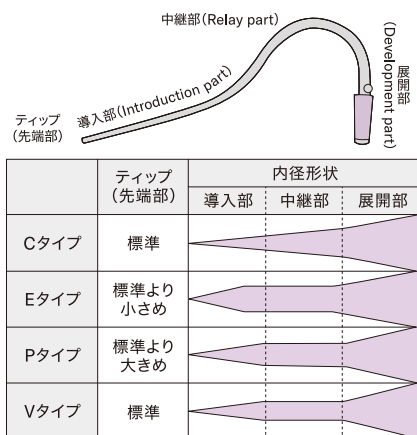 中継部(Relay part)
導入部(Introduction part)
展開部
(Development part)
ティップ
(先端部)
ティップ
(先端部)
内径形状
導入部
中継部
展開部
Cタイプ
標準
Eタイプ
標準より
小さめ
Pタイプ
標準より
大きめ
Vタイプ
標準